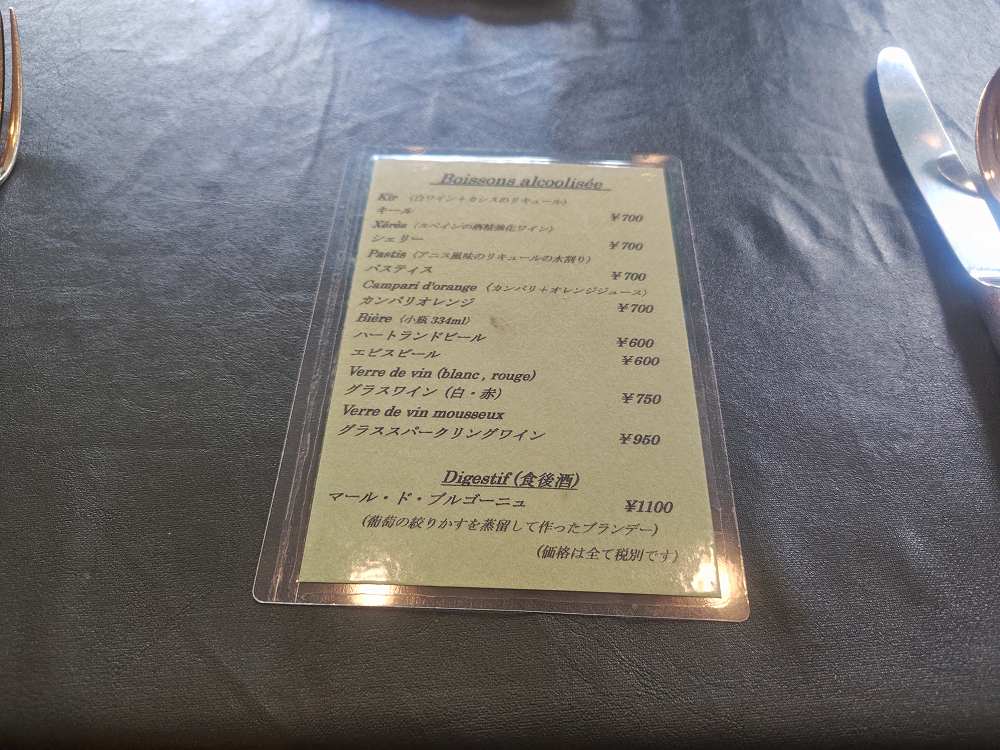 Boissons alcoolisée
Kir （白ワイン＋カシスのリキュール）
キール ￥700
Xérès （スペインの酒精強化ワイン）
シェリー ￥700
Pastis （アニス風味のリキュールの水割り）
パスティス ￥700
Campari d'orange （カンパリ＋オレンジジュース）
カンパリオレンジ ￥700
Bière （小瓶 334ml）
ハートランドビール ￥600
エビスビール ￥600
Verre de vin (blanc , rouge)
グラスワイン（白・赤） ￥750
Verre de vin mousseux
グラススパークリングワイン ￥950
Digestif (食後酒)
マール・ド・ブルゴーニュ ￥1100
（葡萄の絞りかすを蒸留して作ったブランデー）
（価格は全て税別です）